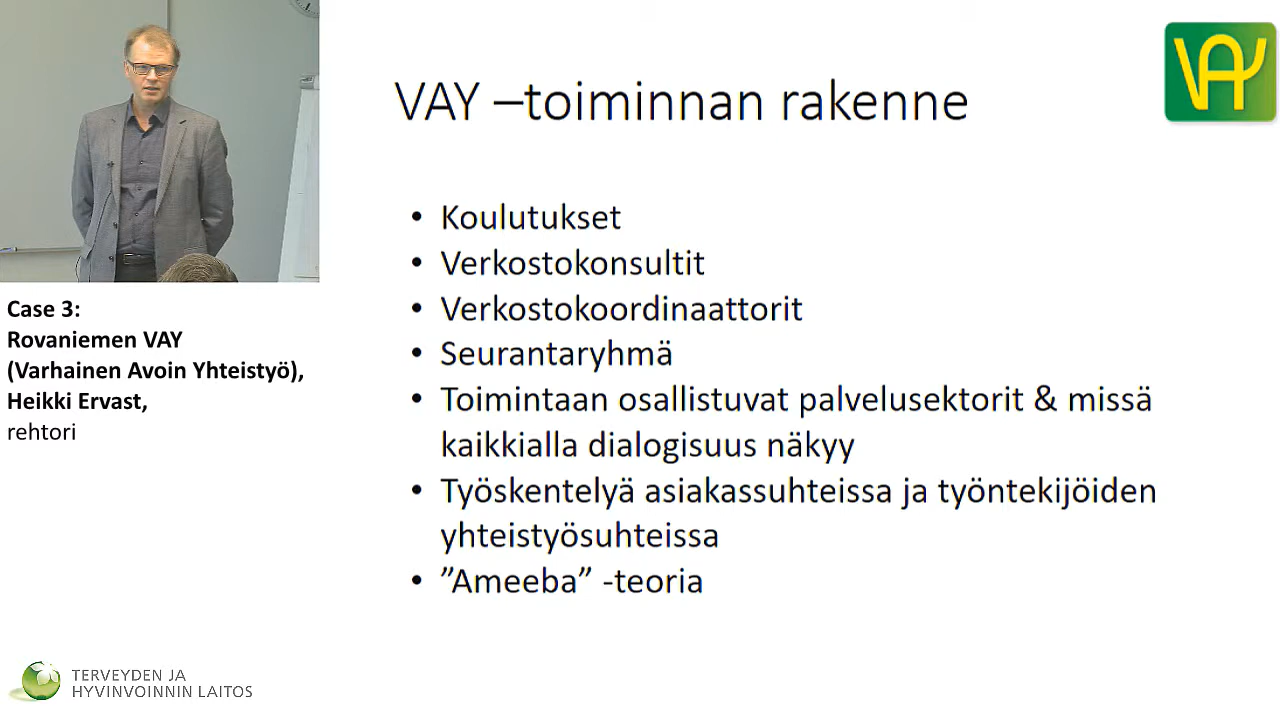 VAY –toiminnan rakenne
VAY
• Koulutukset
• Verkostokonsultit
• Verkostokoordinaattorit
• Seurantaryhmä
• Toimintaan osallistuvat palvelusektorit & missä
kaikkialla dialogisuus näkyy
• Työskentelyä asiakassuhteissa ja työntekijöiden
yhteistyösuhteissa
• ”Ameeba” -teoria
Case 3:
Rovaniemen VAY
(Varhainen Avoin Yhteistyö),
Heikki Ervast,
rehtori
TERVEYDEN JA
HYVINVOINNIN LAITOS